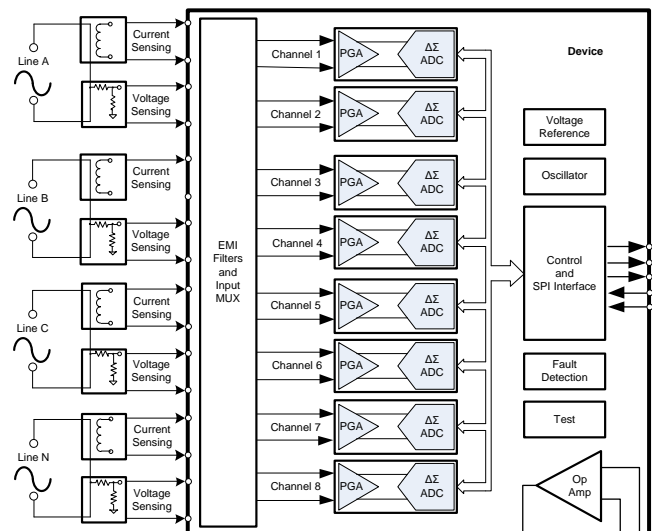 Line A
Current
Sensing
Voltage
Sensing
Line B
Current
Sensing
Voltage
Sensing
Line C
Current
Sensing
Voltage
Sensing
Line N
Current
Sensing
Voltage
Sensing
EMI
Filters
and
Input
MUX
Channel 1
PGA
ΔΣ
ADC
Channel 2
PGA
ΔΣ
ADC
Channel 3
PGA
ΔΣ
ADC
Channel 4
PGA
ΔΣ
ADC
Channel 5
PGA
ΔΣ
ADC
Channel 6
PGA
ΔΣ
ADC
Channel 7
PGA
ΔΣ
ADC
Channel 8
PGA
ΔΣ
ADC
Device
Voltage
Reference
Oscillator
Control
and
SPI Interface
Fault
Detection
Test
Op
Amp